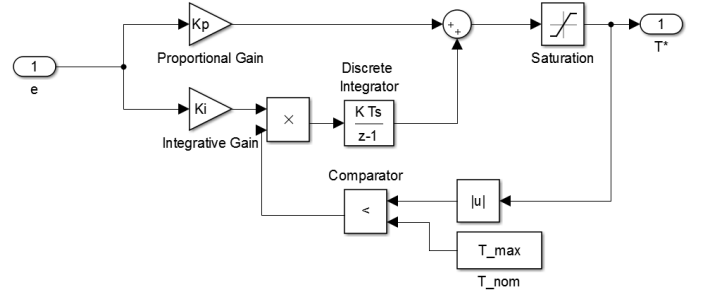 Kp
Proportional Gain
+
+
Saturation
1
T*
1
e
Discrete
Integrator
Ki
Integrative Gain
×
K Ts
z-1
Comparator
<
|u|
T_max
T_nom